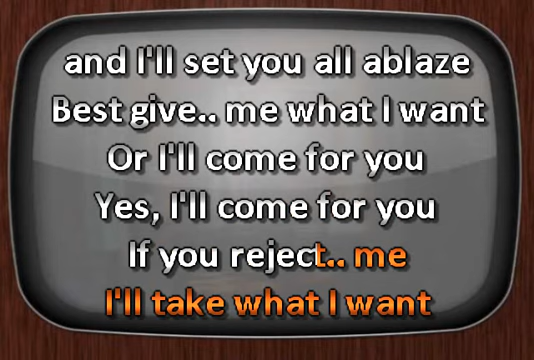 and I'll set you all ablaze
Best give.. me what I want
Or I'll come for you
Yes, I'll come for you
If you reject.. me
I'll take what I want